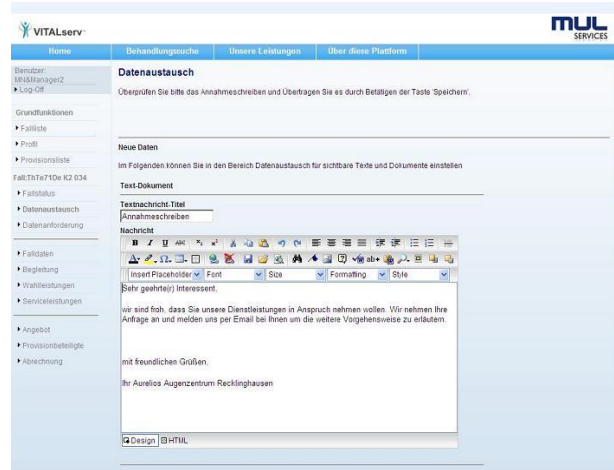 VITALserv
MUL
SERVICES
Home Behandlungssuche Unsere Leistungen Über diese Plattform
Benutzer:
MN&Manager2
Log-Off
Grundfunktionen
Fallliste
Profil
Provisionsliste
Fall:ThTe71De K2 034
Fallstatus
Datenaustausch
Datenanforderung
Falldaten
Begleitung
Wahlleistungen
Serviceleistungen
Angebot
Provisionbeteiligte
Abrechnung
Datenaustausch
Überprüfen Sie bitte das Annahmeschreiben und Übertragen Sie es durch Betätigen der Taste 'Speichern'.
Neue Daten
Im Folgenden können Sie in den Bereich Datenaustausch für sichtbare Texte und Dokumente einstellen
Text-Dokument
Textnachricht-Titel
Annahmeschreiben
Nachricht
B I U ABC x₂ x²
ab+
Insert Placeholder Font Size Formatting Style
Sehr geehrte(r) Interessent,
wir sind froh, dass Sie unsere Dienstleistungen in Anspruch nehmen wollen. Wir nehmen Ihre
Anfrage an und melden uns per Email bei Ihnen um die weitere Vorgehensweise zu erläutern.
mit freundlichen Grüßen,
Ihr Aurelios Augenzentrum Recklinghausen
Design HTML